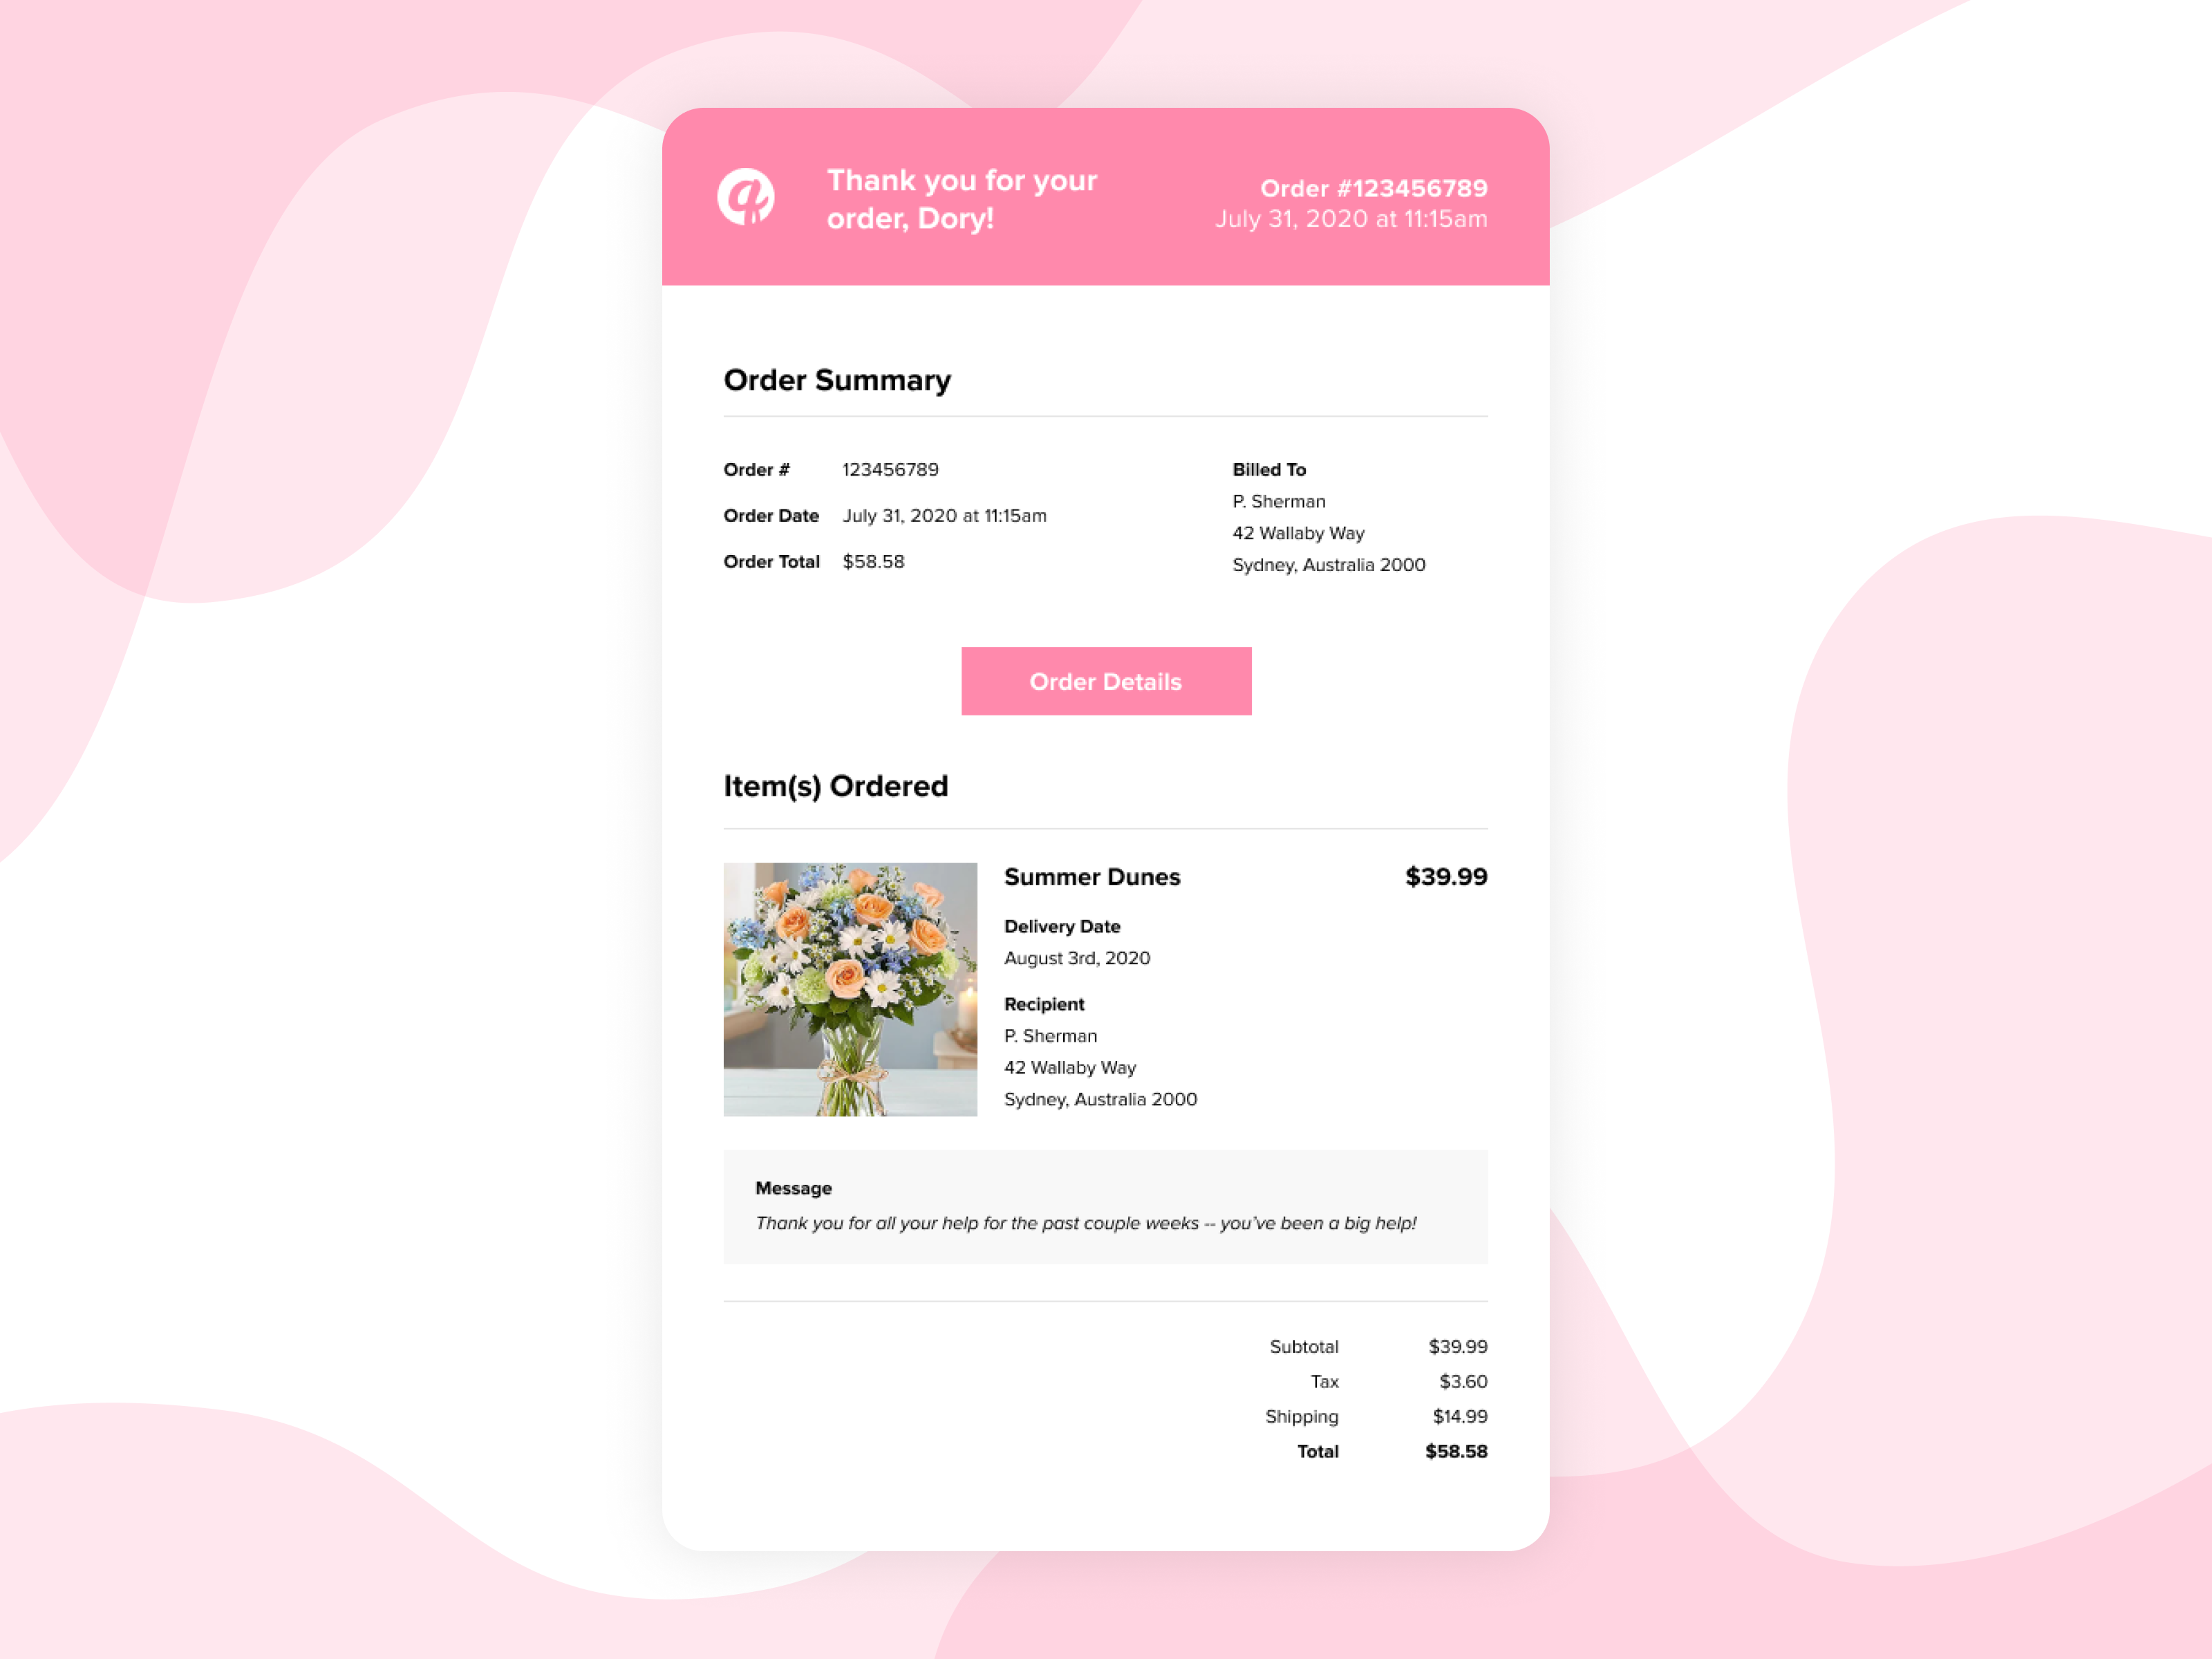 Thank you for your
order, Dory!
Order #123456789
July 31, 2020 at 11:15am
Order Summary
Order # 123456789
Order Date July 31, 2020 at 11:15am
Order Total $58.58
Billed To
P. Sherman
42 Wallaby Way
Sydney, Australia 2000
Order Details
Item(s) Ordered
Summer Dunes $39.99
Delivery Date
August 3rd, 2020
Recipient
P. Sherman
42 Wallaby Way
Sydney, Australia 2000
Message
Thank you for all your help for the past couple weeks -- you’ve been a big help!
Subtotal $39.99
Tax $3.60
Shipping $14.99
Total $58.58